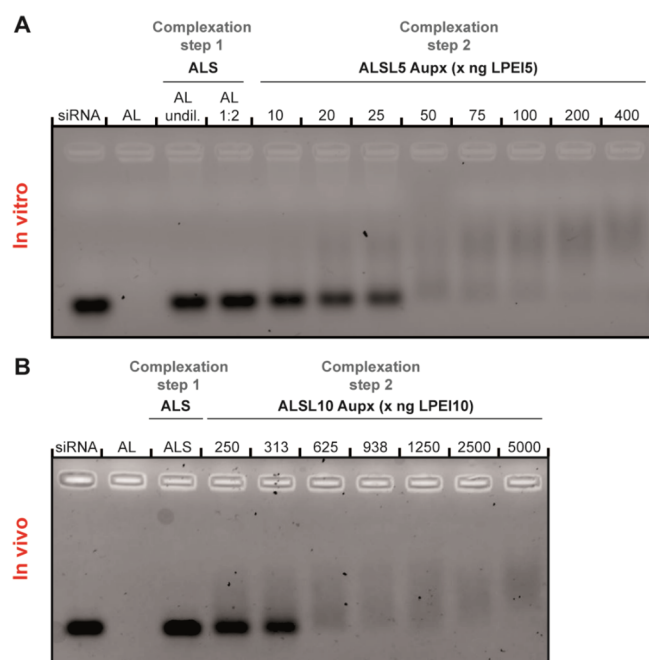 A
Complexation
step 1
Complexation
step 2
ALS
ALSL5 Aupx (x ng LPEI5)
siRNA AL AL undil. AL 1:2 10 20 25 50 75 100 200 400
In vitro
B
Complexation
step 1
Complexation
step 2
ALS
ALSL10 Aupx (x ng LPEI10)
siRNA AL ALS 250 313 625 938 1250 2500 5000
In vivo